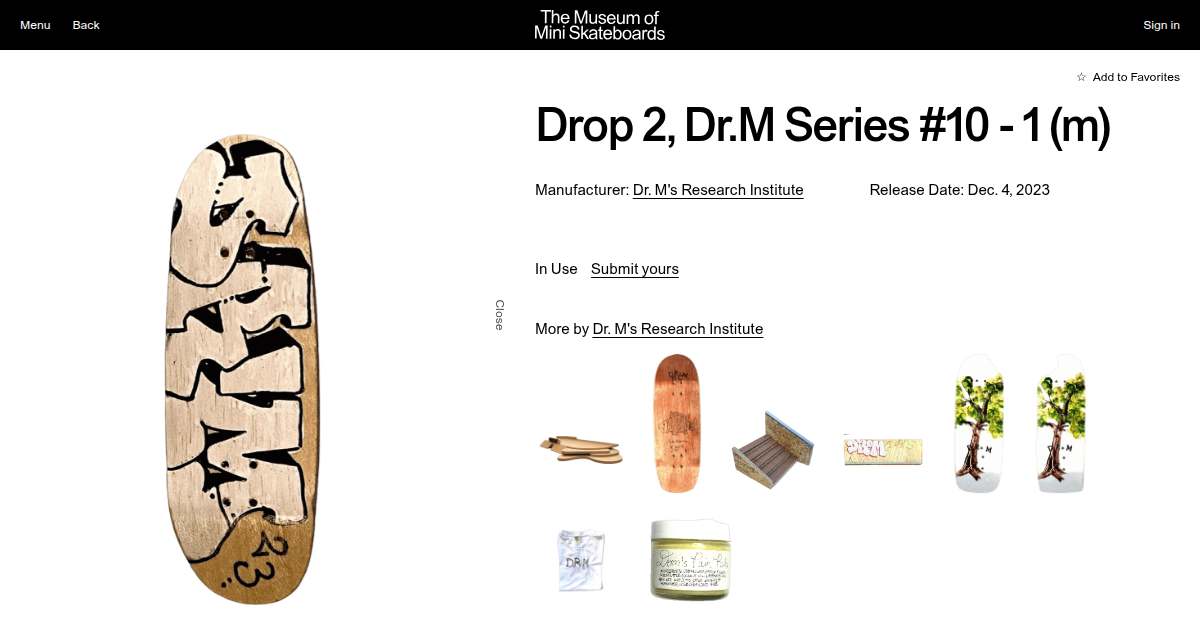 Menu
Back
The Museum of
Mini Skateboards
Sign in
☆ Add to Favorites
Drop 2, Dr.M Series #10 - 1 (m)
Manufacturer: Dr. M's Research Institute
Release Date: Dec. 4, 2023
In Use Submit yours
Close
More by Dr. M's Research Institute
23
DRM